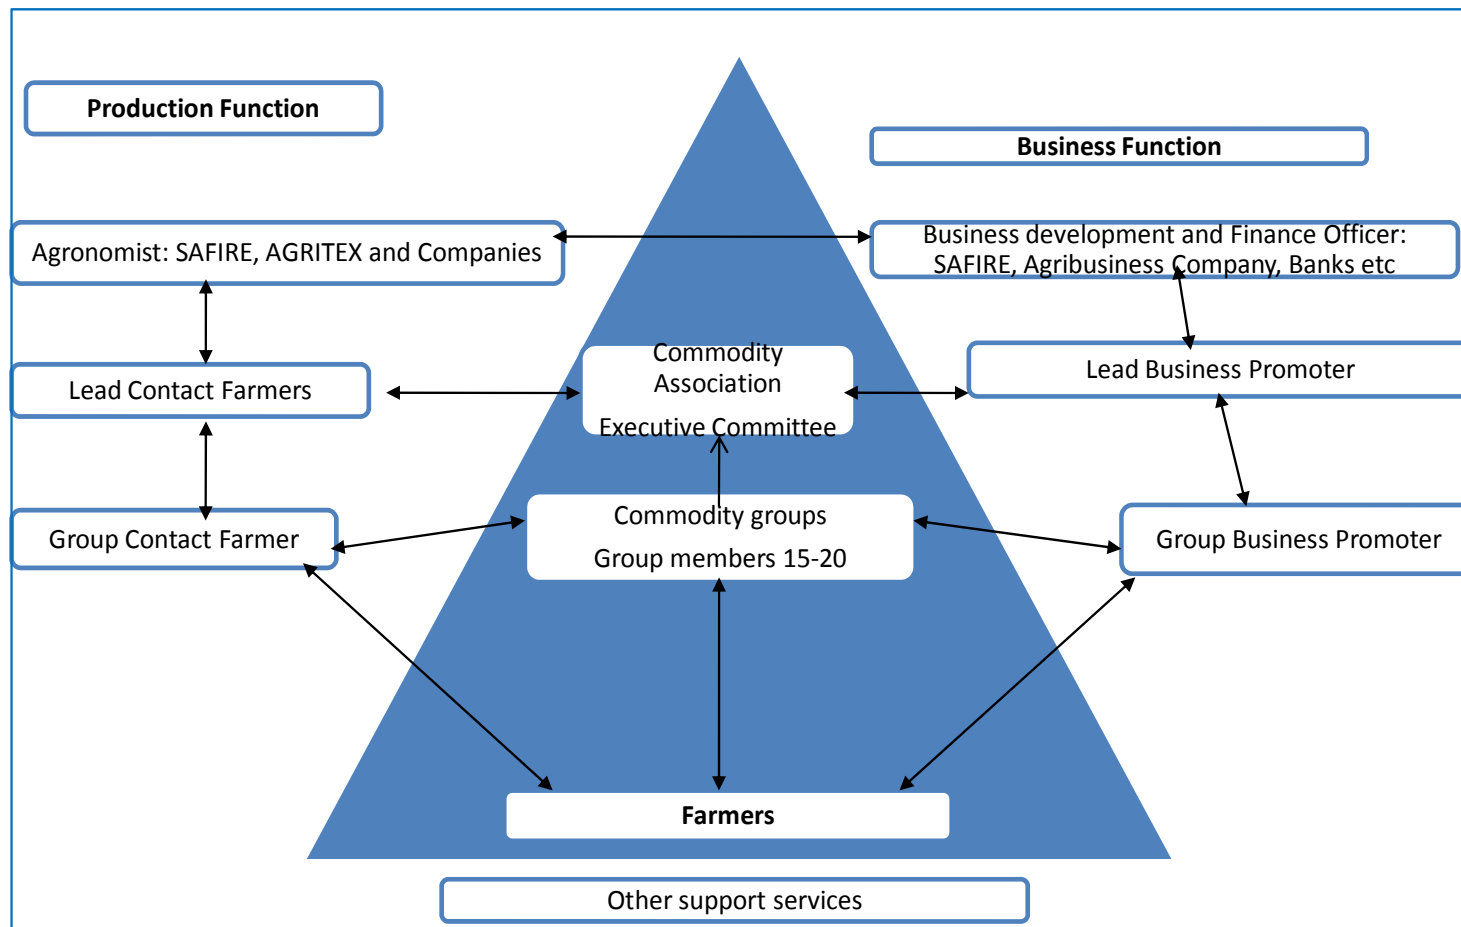 Production Function
Business Function
Agronomist: SAFIRE, AGRITEX and Companies
Business development and Finance Officer:
SAFIRE, Agribusiness Company, Banks etc
Commodity
Association
Executive Committee
Lead Contact Farmers
Lead Business Promoter
Commodity groups
Group members 15-20
Group Contact Farmer
Group Business Promoter
Farmers
Other support services